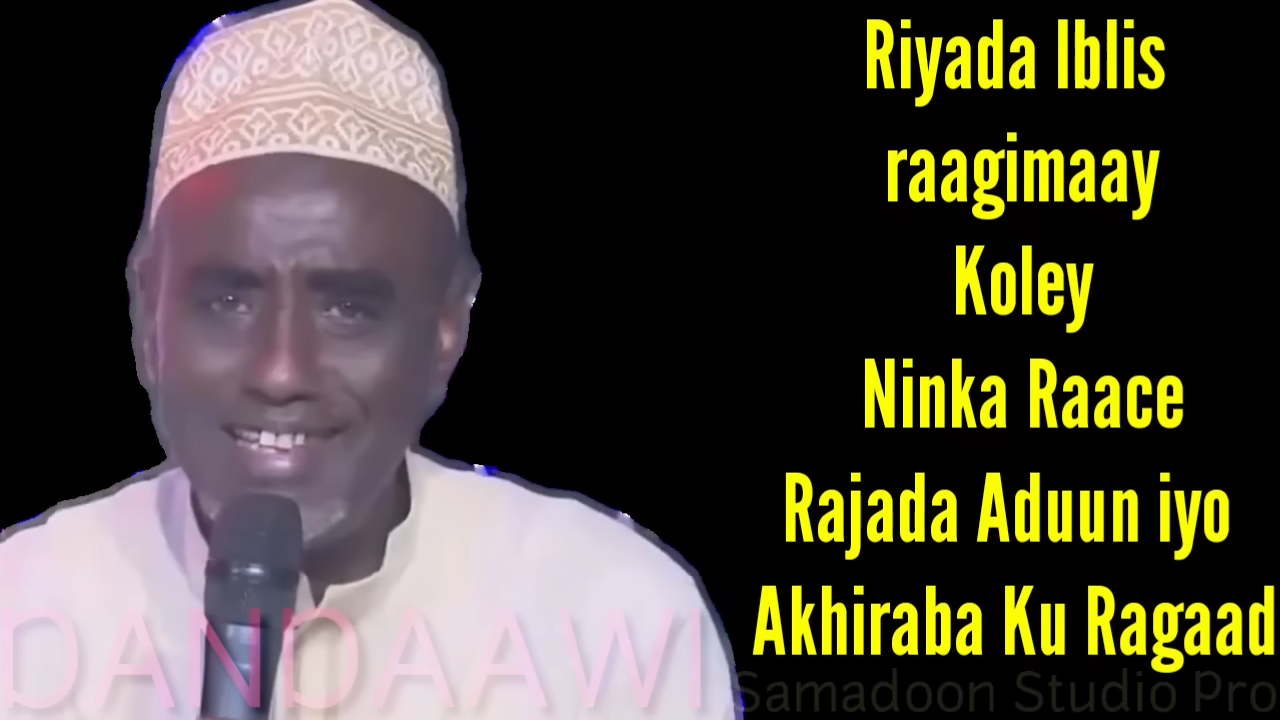 Riyada Iblis
raagimaay
Koley
Ninka Raace
Rajada Aduun iyo
Akhiraba Ku Ragaad
DANDAAWI
Samadoon Studio Pro